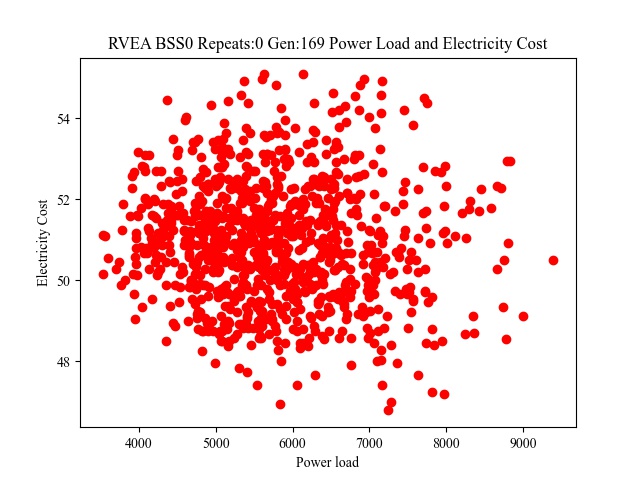 RVEA BSS0 Repeats:0 Gen:169 Power Load and Electricity Cost
54
52
50
48
Electricity Cost
4000 5000 6000 7000 8000 9000
Power load